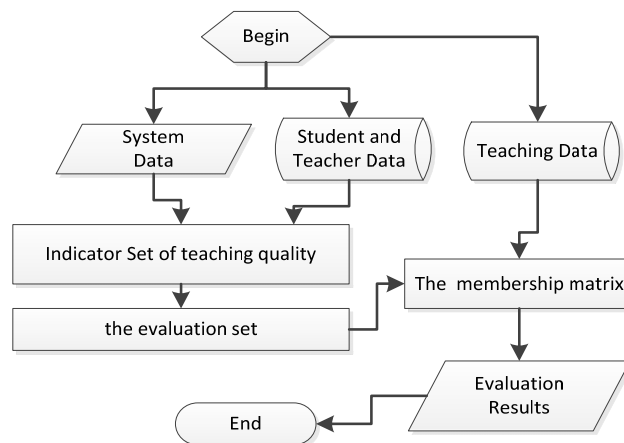 Begin
System
Data
Student and
Teacher Data
Teaching Data
Indicator Set of teaching quality
The membership matrix
the evaluation set
Evaluation
Results
End